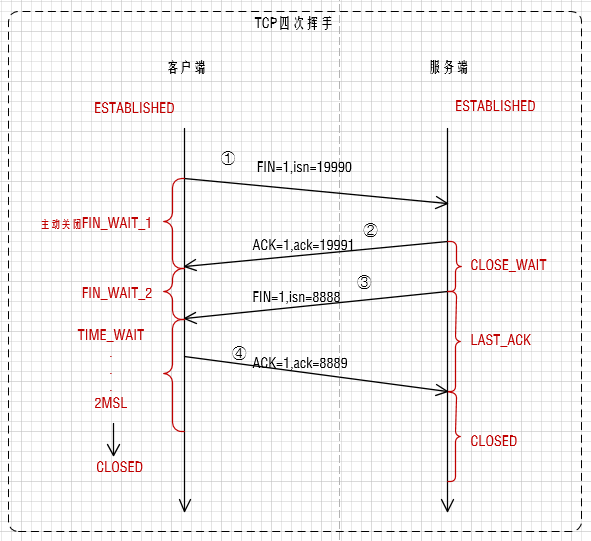 TCP四次挥手
客户端
服务端
ESTABLISHED
ESTABLISHED
①
FIN=1,isn=19990
主动关闭FIN_WAIT_1
②
ACK=1,ack=19991
CLOSE_WAIT
③
FIN_WAIT_2
FIN=1,isn=8888
TIME_WAIT
LAST_ACK
④
ACK=1,ack=8889
.
.
.
2MSL
CLOSED
CLOSED